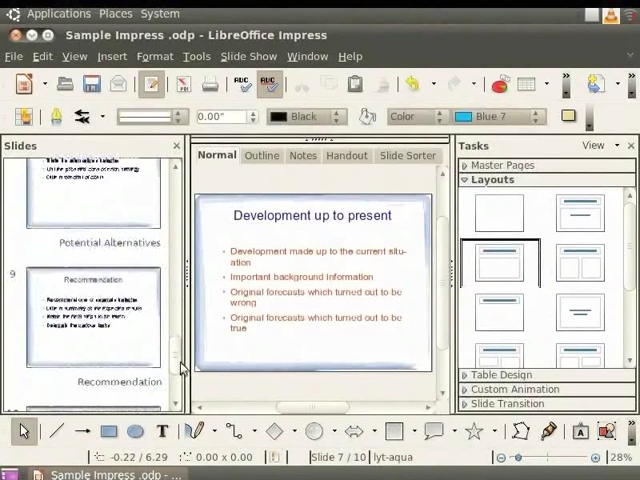 Applications Places System
Sample Impress .odp - LibreOffice Impress
File Edit View Insert Format Tools Slide Show Window Help
0.00" Black Color Blue 7
Slides
Normal Outline Notes Handout Slide Sorter
Tasks View
Master Pages
Layouts
Potential Alternatives
9
Recommendation
Recommendation
Development up to present
Development made up to the current situ-
ation
Important background information
Original forecasts which turned out to be
wrong
Original forecasts which turned out to be
true
Table Design
Custom Animation
Slide Transition
-0.22 / 6.29 0.00 x 0.00 Slide 7 / 10 lyt-aqua 28%
Sample Impress .odp - ...